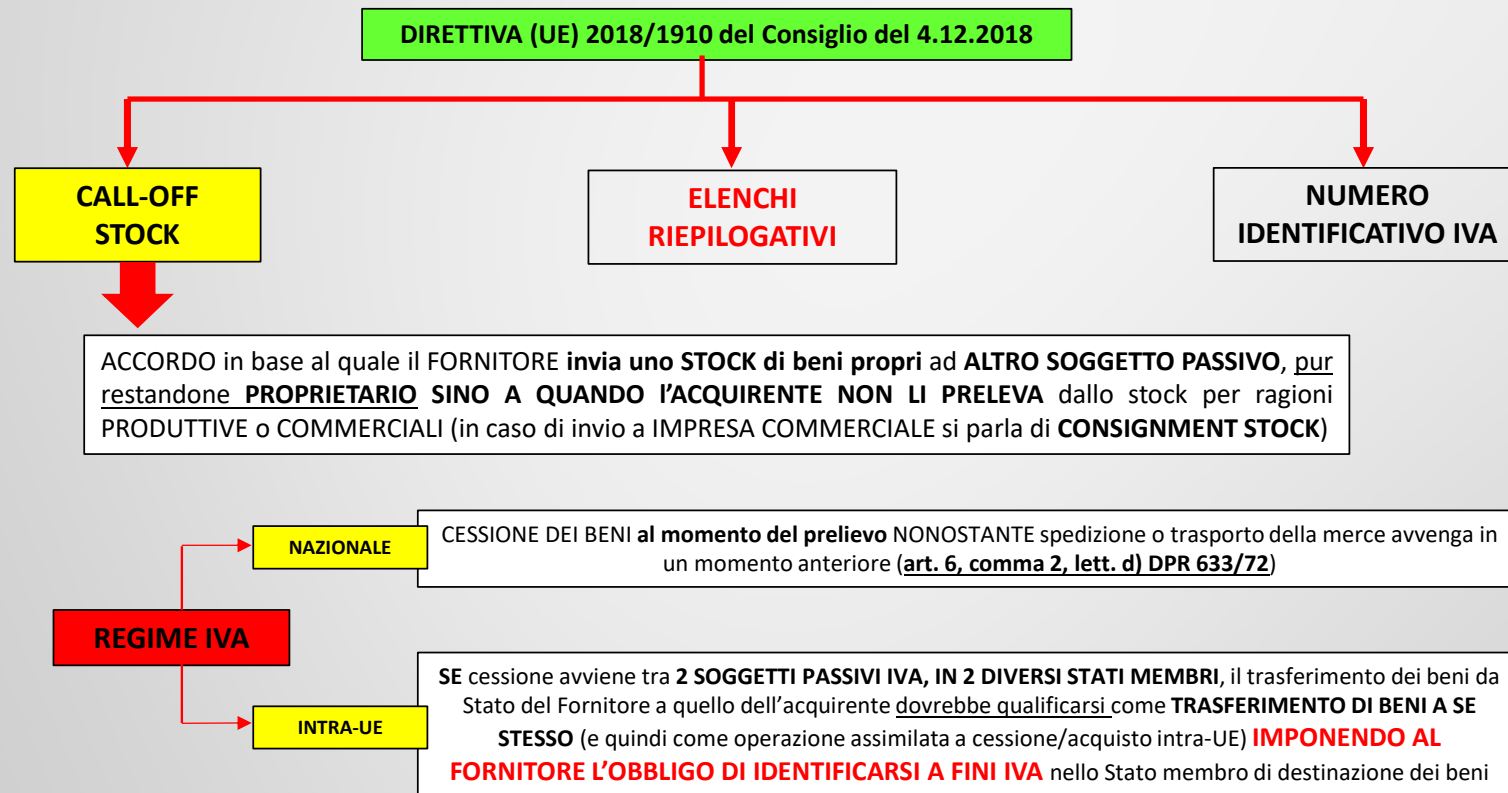 DIRETTIVA (UE) 2018/1910 del Consiglio del 4.12.2018
CALL-OFF
STOCK
ELENCHI
RIEPILOGATIVI
NUMERO
IDENTIFICATIVO IVA
ACCORDO in base al quale il FORNITORE invia uno STOCK di beni propri ad ALTRO SOGGETTO PASSIVO, pur
restandone PROPRIETARIO SINO A QUANDO l'ACQUIRENTE NON LI PRELEVA dallo stock per ragioni
PRODUTTIVE o COMMERCIALI (in caso di invio a IMPRESA COMMERCIALE si parla di CONSIGNMENT STOCK)
NAZIONALE
CESSIONE DEI BENI al momento del prelievo NONOSTANTE spedizione o trasporto della merce avvenga in
un momento anteriore (art. 6, comma 2, lett. d) DPR 633/72)
REGIME IVA
INTRA-UE
SE cessione avviene tra 2 SOGGETTI PASSIVI IVA, IN 2 DIVERSI STATI MEMBRI, il trasferimento dei beni da
Stato del Fornitore a quello dell'acquirente dovrebbe qualificarsi come TRASFERIMENTO DI BENI A SE
STESSO (e quindi come operazione assimilata a cessione/acquisto intra-UE) IMPONENDO AL
FORNITORE L'OBBLIGO DI IDENTIFICARSI A FINI IVA nello Stato membro di destinazione dei beni